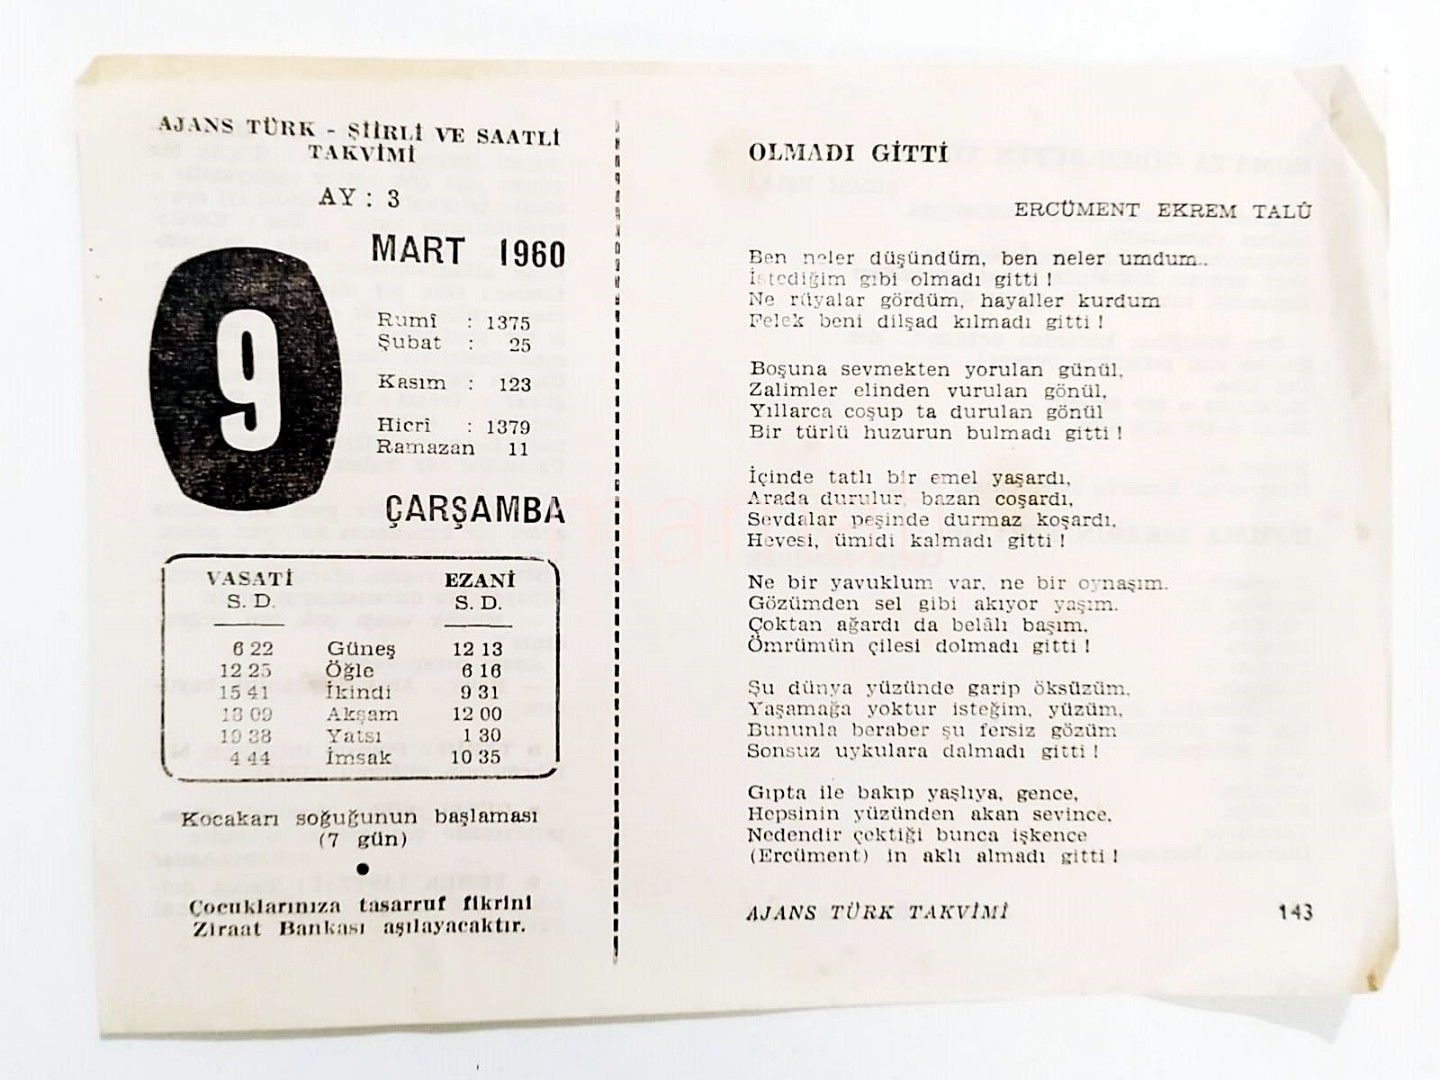 AJANS TÜRK - ŞİİRLİ VE SAATLİ
TAKVİMİ
AY : 3
MART 1960
9
Rumî : 1375
Şubat : 25
Kasım : 123
Hicrî : 1379
Ramazan 11
ÇARŞAMBA
VASATİ EZANİ
S. D. S. D.
6 22 Güneş 12 13
12 25 Öğle 6 16
15 41 İkindi 9 31
18 09 Akşam 12 00
19 38 Yatsı 1 30
4 44 İmsak 10 35
Kocakarı soğuğunun başlaması
(7 gün)
Çocuklarınıza tasarruf fikrini
Ziraat Bankası aşılayacaktır.
OLMADI GİTTİ
ERCÜMENT EKREM TALÛ
Ben neler düşündüm, ben neler umdum..
İstediğim gibi olmadı gitti !
Ne rüyalar gördüm, hayaller kurdum
Felek beni dilşad kılmadı gitti !
Boşuna sevmekten yorulan günül,
Zalimler elinden vurulan gönül,
Yıllarca coşup ta durulan gönül
Bir türlü huzurun bulmadı gitti !
İçinde tatlı bir emel yaşardı,
Arada durulur, bazan coşardı,
Sevdalar peşinde durmaz koşardı,
Hevesi, ümidi kalmadı gitti !
Ne bir yavuklum var, ne bir oynaşım.
Gözümden sel gibi akıyor yaşım.
Çoktan ağardı da belâlı başım,
Ömrümün çilesi dolmadı gitti !
Şu dünya yüzünde garip öksüzüm,
Yaşamağa yoktur isteğim, yüzüm,
Bununla beraber şu fersiz gözüm
Sonsuz uykulara dalmadı gitti !
Gıpta ile bakıp yaşlıya, gence,
Hepsinin yüzünden akan sevince,
Nedendir çektiği bunca işkence
(Ercüment) in aklı almadı gitti !
AJANS TÜRK TAKVİMİ 143